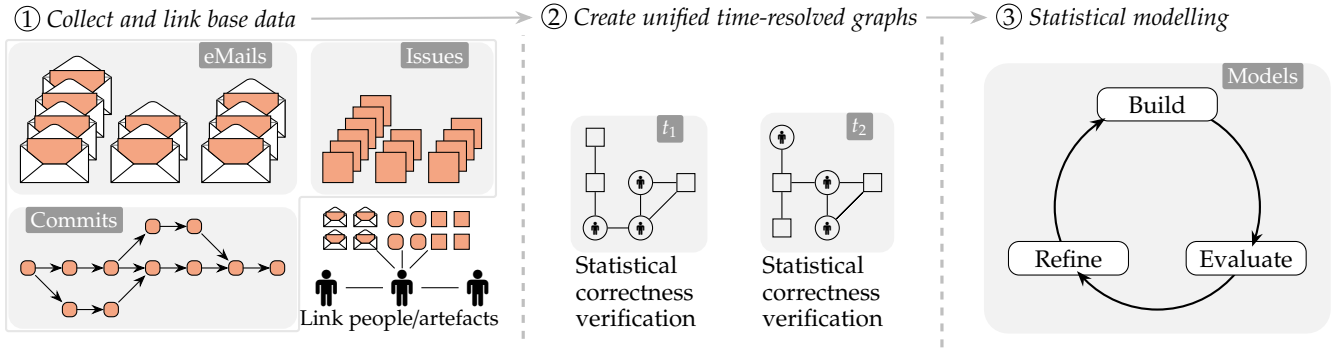 ① Collect and link base data
② Create unified time-resolved graphs
③ Statistical modelling
eMails
Issues
Commits
Link people/artefacts
t₁
Statistical
correctness
verification
t₂
Statistical
correctness
verification
Models
Build
Refine
Evaluate